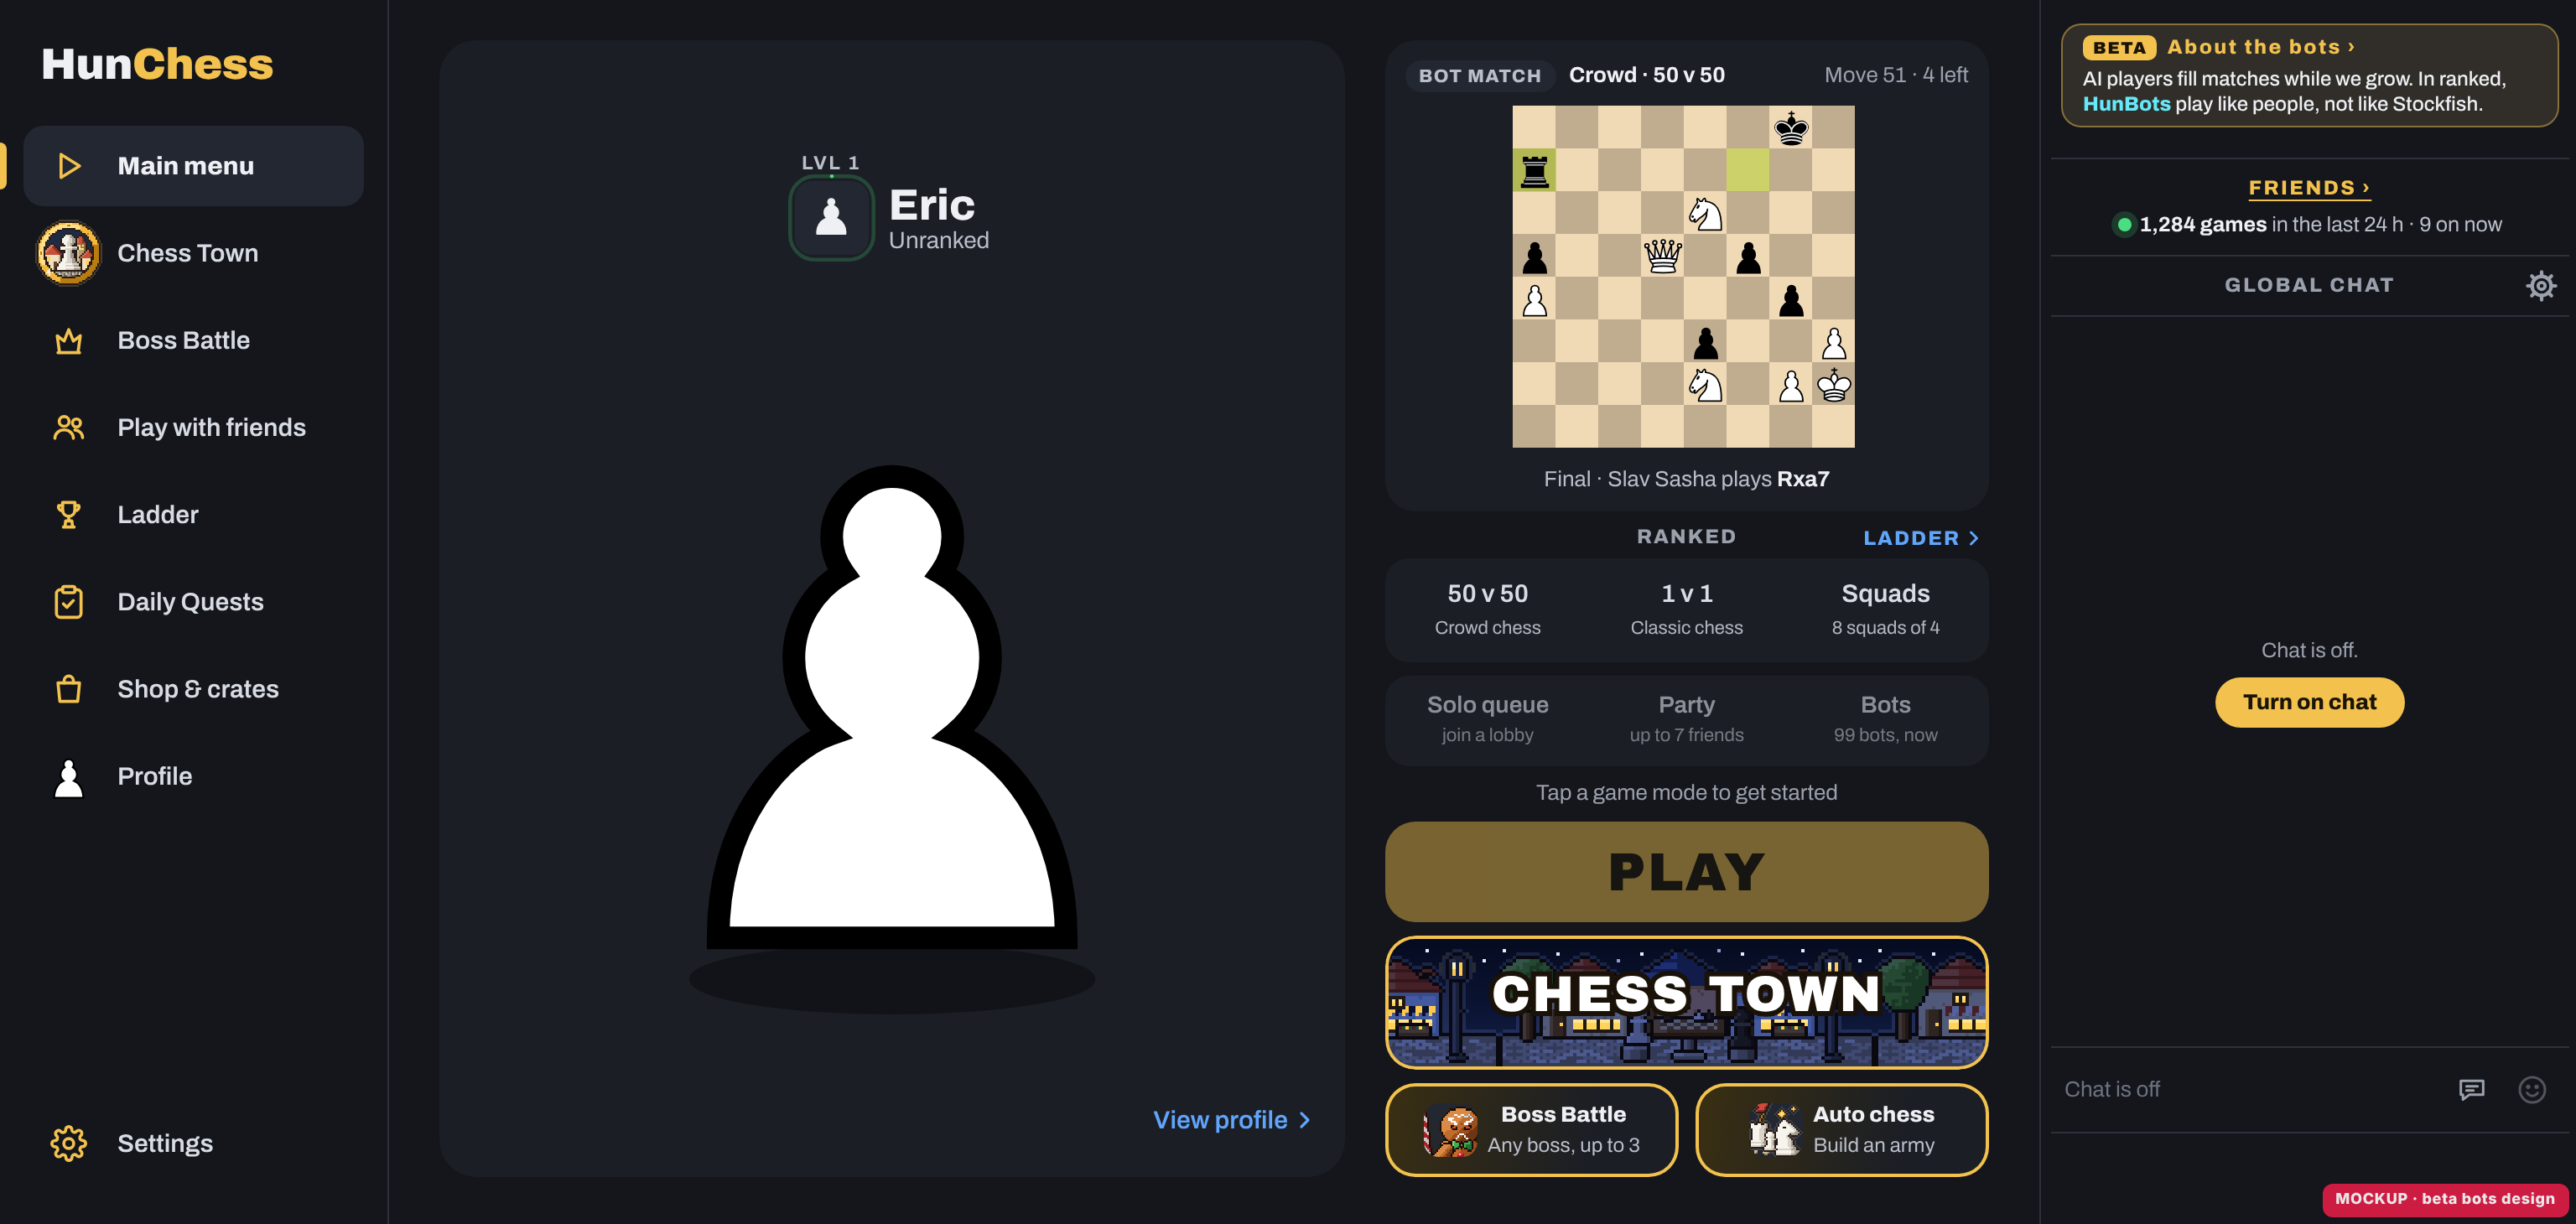 HunChess
Main menu
Chess Town
Boss Battle
Play with friends
Ladder
Daily Quests
Shop & crates
Profile
Settings
LVL 1
Eric
Unranked
View profile
BOT MATCH Crowd · 50 v 50 Move 51 · 4 left
Final · Slav Sasha plays Rxa7
RANKED LADDER
50 v 50 1 v 1 Squads
Crowd chess Classic chess 8 squads of 4
Solo queue Party Bots
join a lobby up to 7 friends 99 bots, now
Tap a game mode to get started
PLAY
CHESS TOWN
Boss Battle
Any boss, up to 3
Auto chess
Build an army
BETA About the bots ›
AI players fill matches while we grow. In ranked,
HunBots play like people, not like Stockfish.
FRIENDS ›
1,284 games in the last 24 h · 9 on now
GLOBAL CHAT
Chat is off.
Turn on chat
Chat is off
MOCKUP · beta bots design